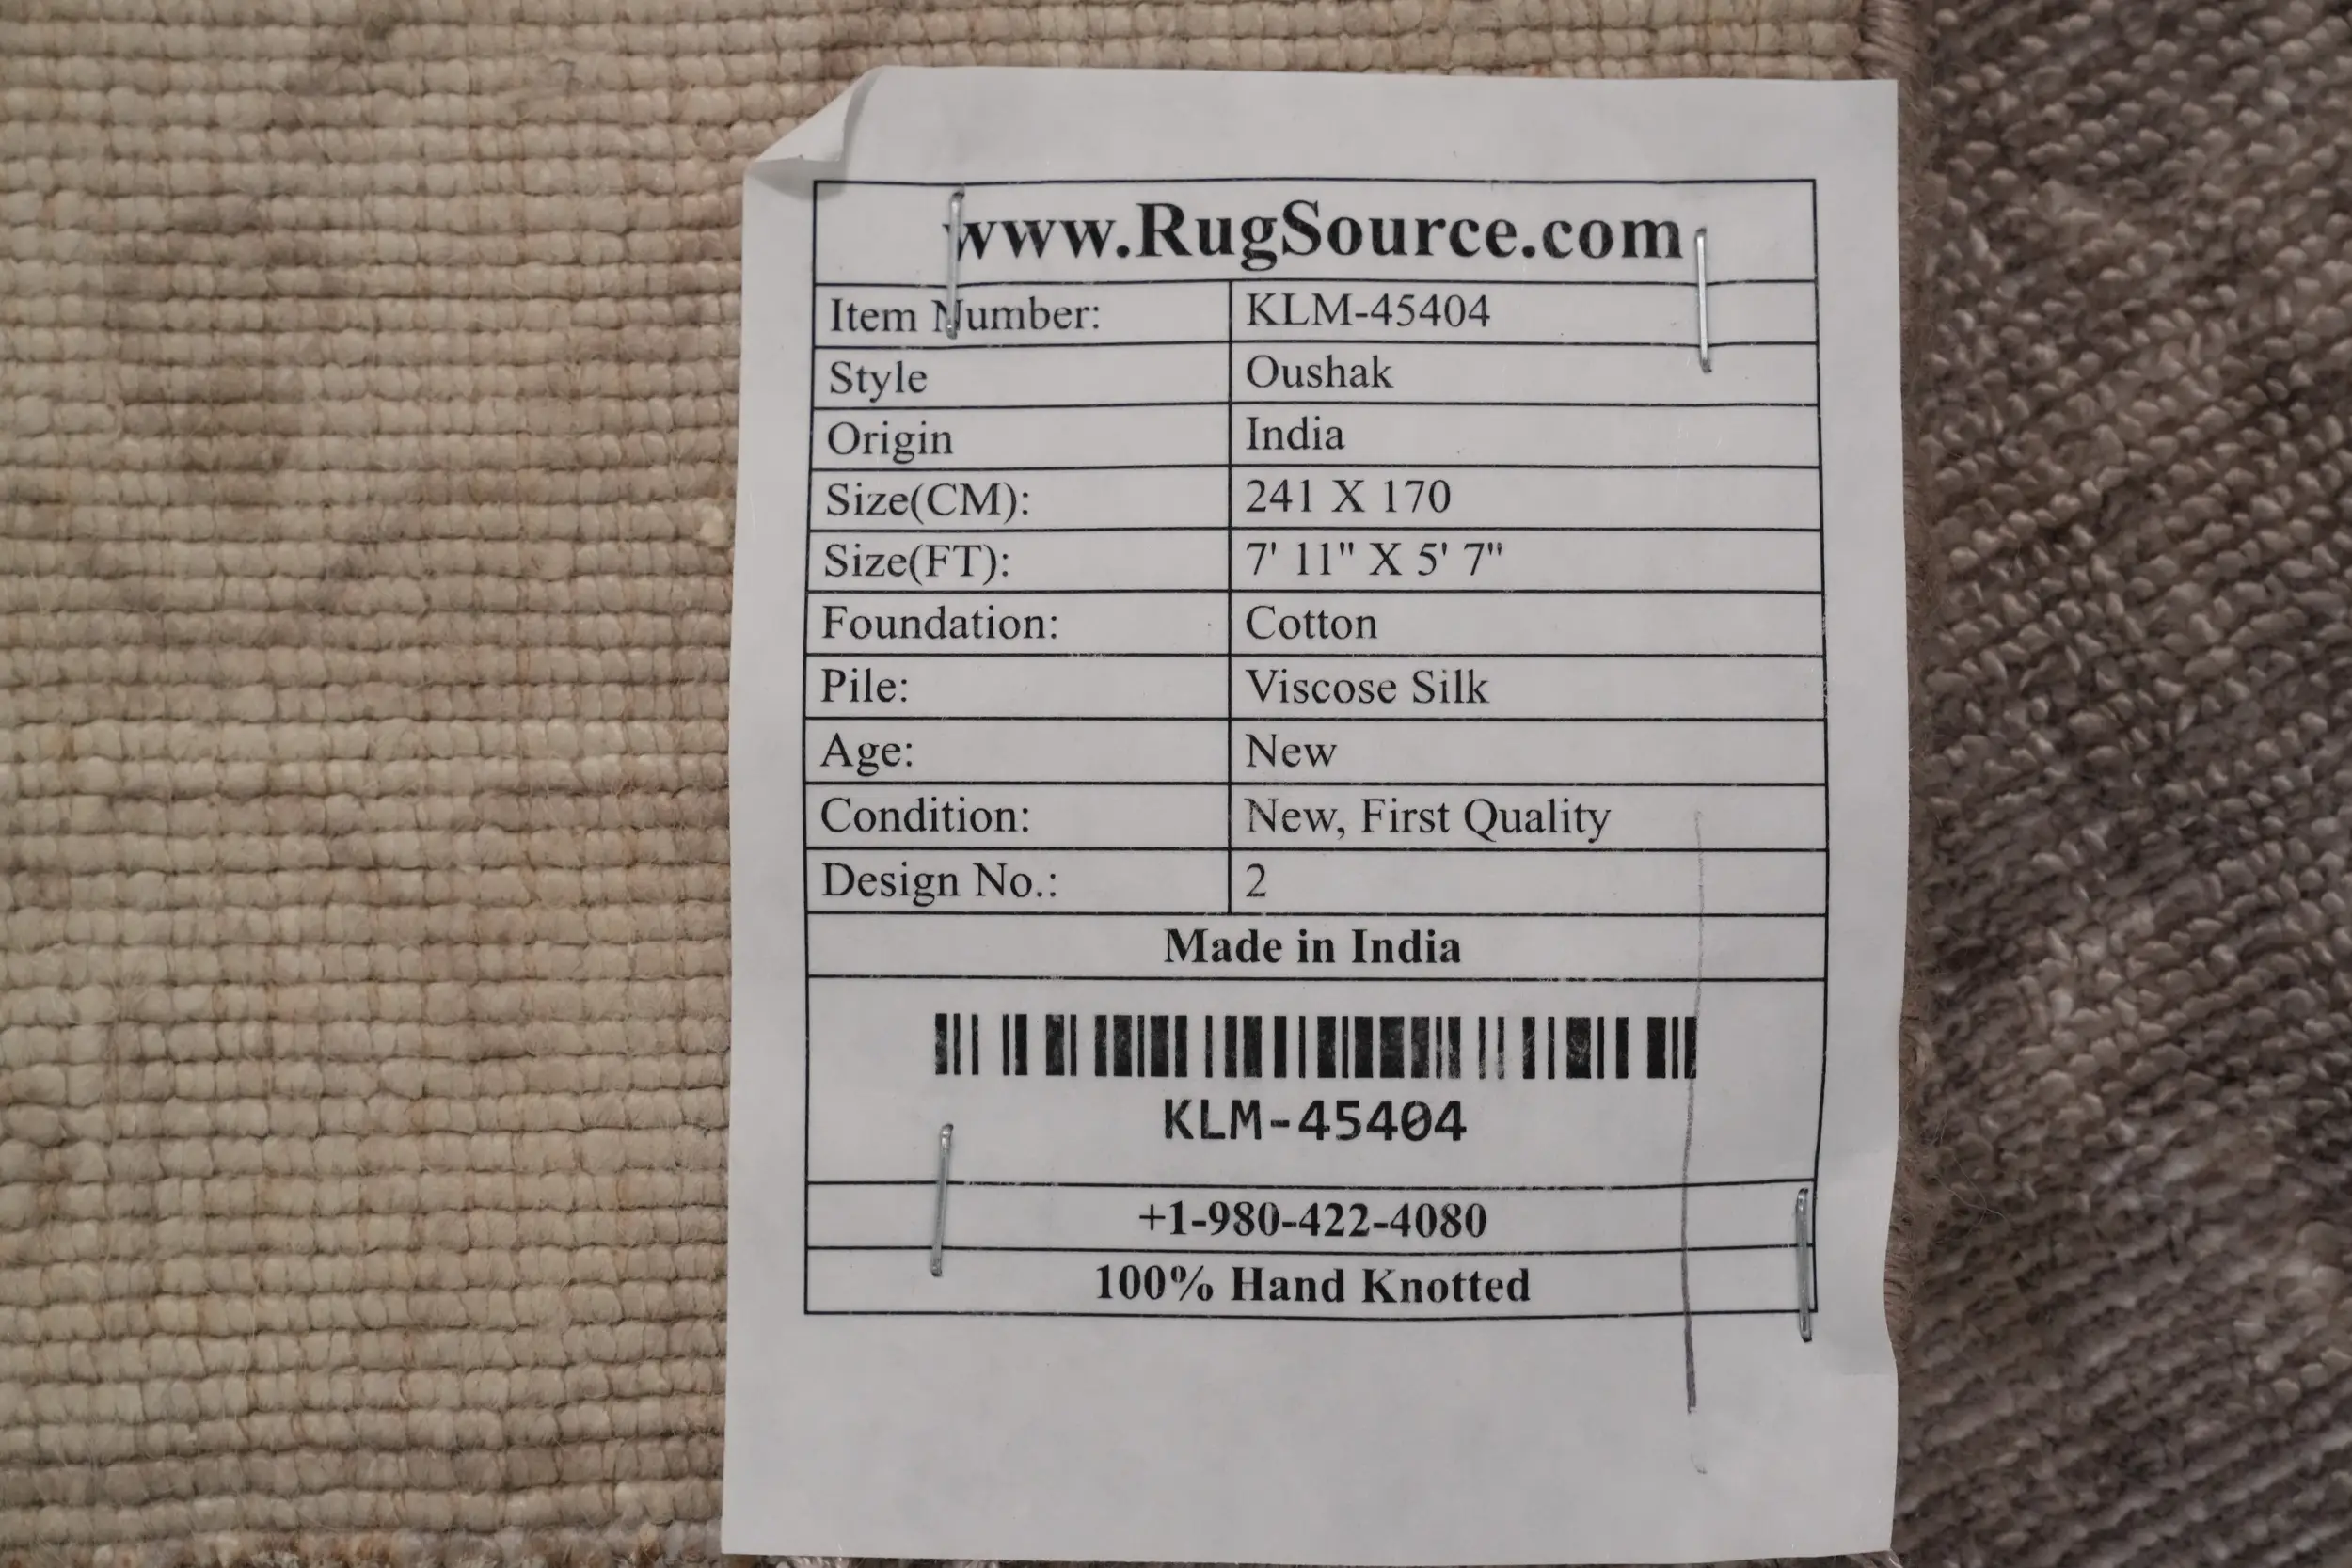 www.RugSource.com
Item Number: KLM-45404
Style Oushak
Origin India
Size(CM): 241 X 170
Size(FT): 7' 11" X 5' 7"
Foundation: Cotton
Pile: Viscose Silk
Age: New
Condition: New, First Quality
Design No.: 2
Made in India
KLM-45404
+1-980-422-4080
100% Hand Knotted